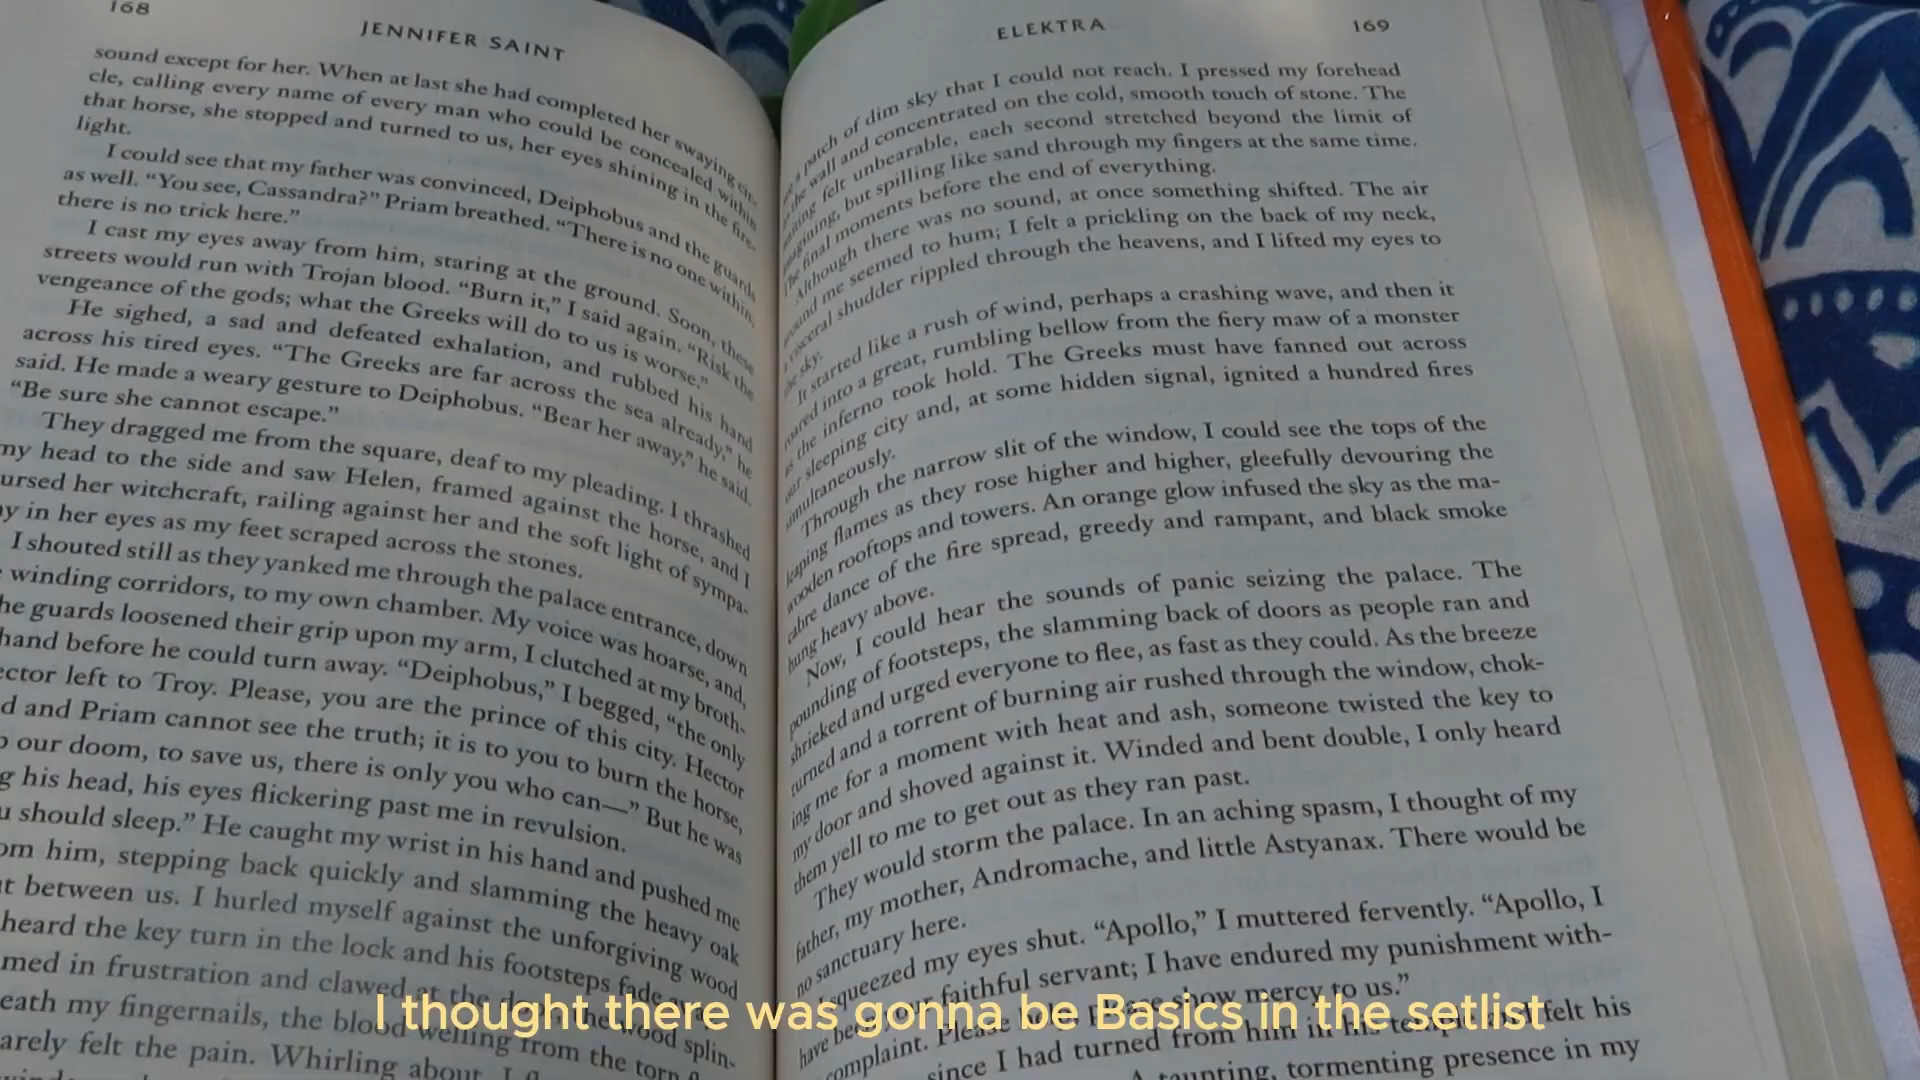 168
JENNIFER SAINT
sound except for her. When at last she had completed her swaying cir-
cle, calling every name of every man who could be concealed within
that horse, she stopped and turned to us, her eyes shining in the fire-
light.
I could see that my father was convinced, Deiphobus and the guards
as well. “You see, Cassandra?” Priam breathed. “There is no one within,
there is no trick here.”
I cast my eyes away from him, staring at the ground. Soon, these
streets would run with Trojan blood. “Burn it,” I said again. “Risk the
vengeance of the gods; what the Greeks will do to us is worse.”
He sighed, a sad and defeated exhalation, and rubbed his hand
across his tired eyes. “The Greeks are far across the sea already,” he
said. He made a weary gesture to Deiphobus. “Bear her away,” he said.
“Be sure she cannot escape.”
They dragged me from the square, deaf to my pleading. I thrashed
my head to the side and saw Helen, framed against the horse, and I
ursed her witchcraft, railing against her and the soft light of sympa-
y in her eyes as my feet scraped across the stones.
I shouted still as they yanked me through the palace entrance, down
winding corridors, to my own chamber. My voice was hoarse, and,
he guards loosened their grip upon my arm, I clutched at my broth-
hand before he could turn away. “Deiphobus,” I begged, “the only
ector left to Troy. Please, you are the prince of this city. Hector
d and Priam cannot see the truth; it is to you to burn the horse,
o our doom, to save us, there is only you who can—” But he was
g his head, his eyes flickering past me in revulsion.
u should sleep.” He caught my wrist in his hand and pushed me
om him, stepping back quickly and slamming the heavy oak
t between us. I hurled myself against the unforgiving wood
heard the key turn in the lock and his footsteps fade
med in frustration and clawed at the wood splin-
eath my fingernails, the blood welling from the torn
arely felt the pain. Whirling about, I
ELEKTRA
169
patch of dim sky that I could not reach. I pressed my forehead
the wall and concentrated on the cold, smooth touch of stone. The
felt unbearable, each second stretched beyond the limit of
but spilling like sand through my fingers at the same time.
final moments before the end of everything.
Although there was no sound, at once something shifted. The air
around me seemed to hum; I felt a prickling on the back of my neck,
visceral shudder rippled through the heavens, and I lifted my eyes to
sky.
It started like a rush of wind, perhaps a crashing wave, and then it
roared into a great, rumbling bellow from the fiery maw of a monster
as the inferno took hold. The Greeks must have fanned out across
our sleeping city and, at some hidden signal, ignited a hundred fires
simultaneously.
Through the narrow slit of the window, I could see the tops of the
leaping flames as they rose higher and higher, gleefully devouring the
wooden rooftops and towers. An orange glow infused the sky as the ma-
cabre dance of the fire spread, greedy and rampant, and black smoke
hung heavy above.
Now, I could hear the sounds of panic seizing the palace. The
pounding of footsteps, the slamming back of doors as people ran and
shrieked and urged everyone to flee, as fast as they could. As the breeze
turned and a torrent of burning air rushed through the window, chok-
ing me for a moment with heat and ash, someone twisted the key to
my door and shoved against it. Winded and bent double, I only heard
them yell to me to get out as they ran past.
They would storm the palace. In an aching spasm, I thought of my
father, my mother, Andromache, and little Astyanax. There would be
no sanctuary here.
I squeezed my eyes shut. “Apollo,” I muttered fervently. “Apollo, I
have been your faithful servant; I have endured my punishment with-
complaint. Please show mercy to us.”
since I had turned from him in his felt his
taunting, tormenting presence in my
I thought there was gonna be Basics in the setlist